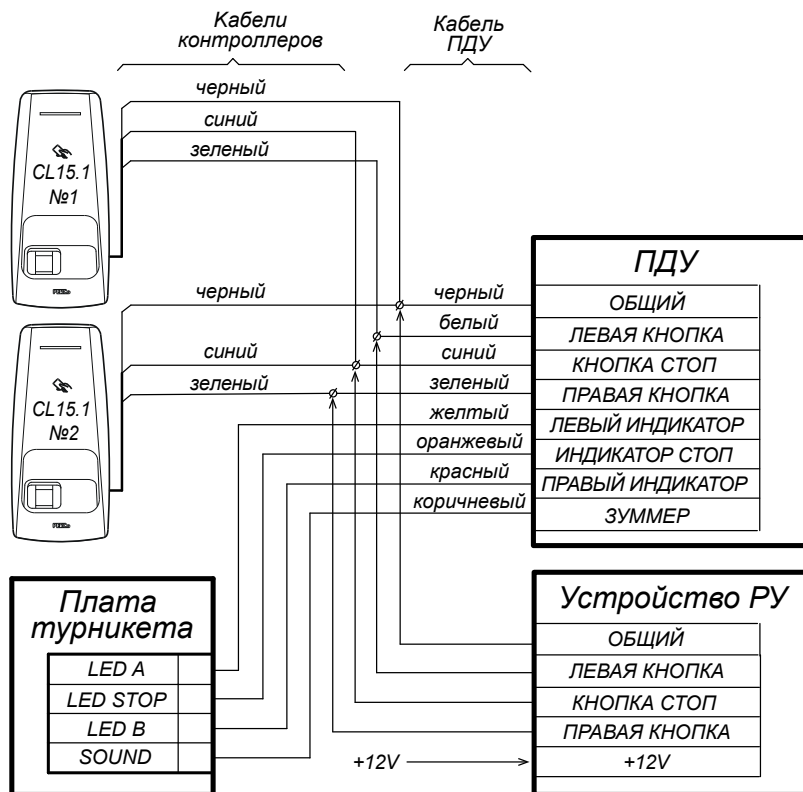 Кабели
контроллеров
Кабель
ПДУ
черный
синий
зеленый
CL15.1
№1
черный
синий
зеленый
CL15.1
№2
черный
белый
синий
зеленый
желтый
оранжевый
красный
коричневый
ПДУ
ОБЩИЙ
ЛЕВАЯ КНОПКА
КНОПКА СТОП
ПРАВАЯ КНОПКА
ЛЕВЫЙ ИНДИКАТОР
ИНДИКАТОР СТОП
ПРАВЫЙ ИНДИКАТОР
ЗУММЕР
Плата
турникета
LED A
LED STOP
LED B
SOUND
Устройство РУ
ОБЩИЙ
ЛЕВАЯ КНОПКА
КНОПКА СТОП
ПРАВАЯ КНОПКА
+12V
+12V